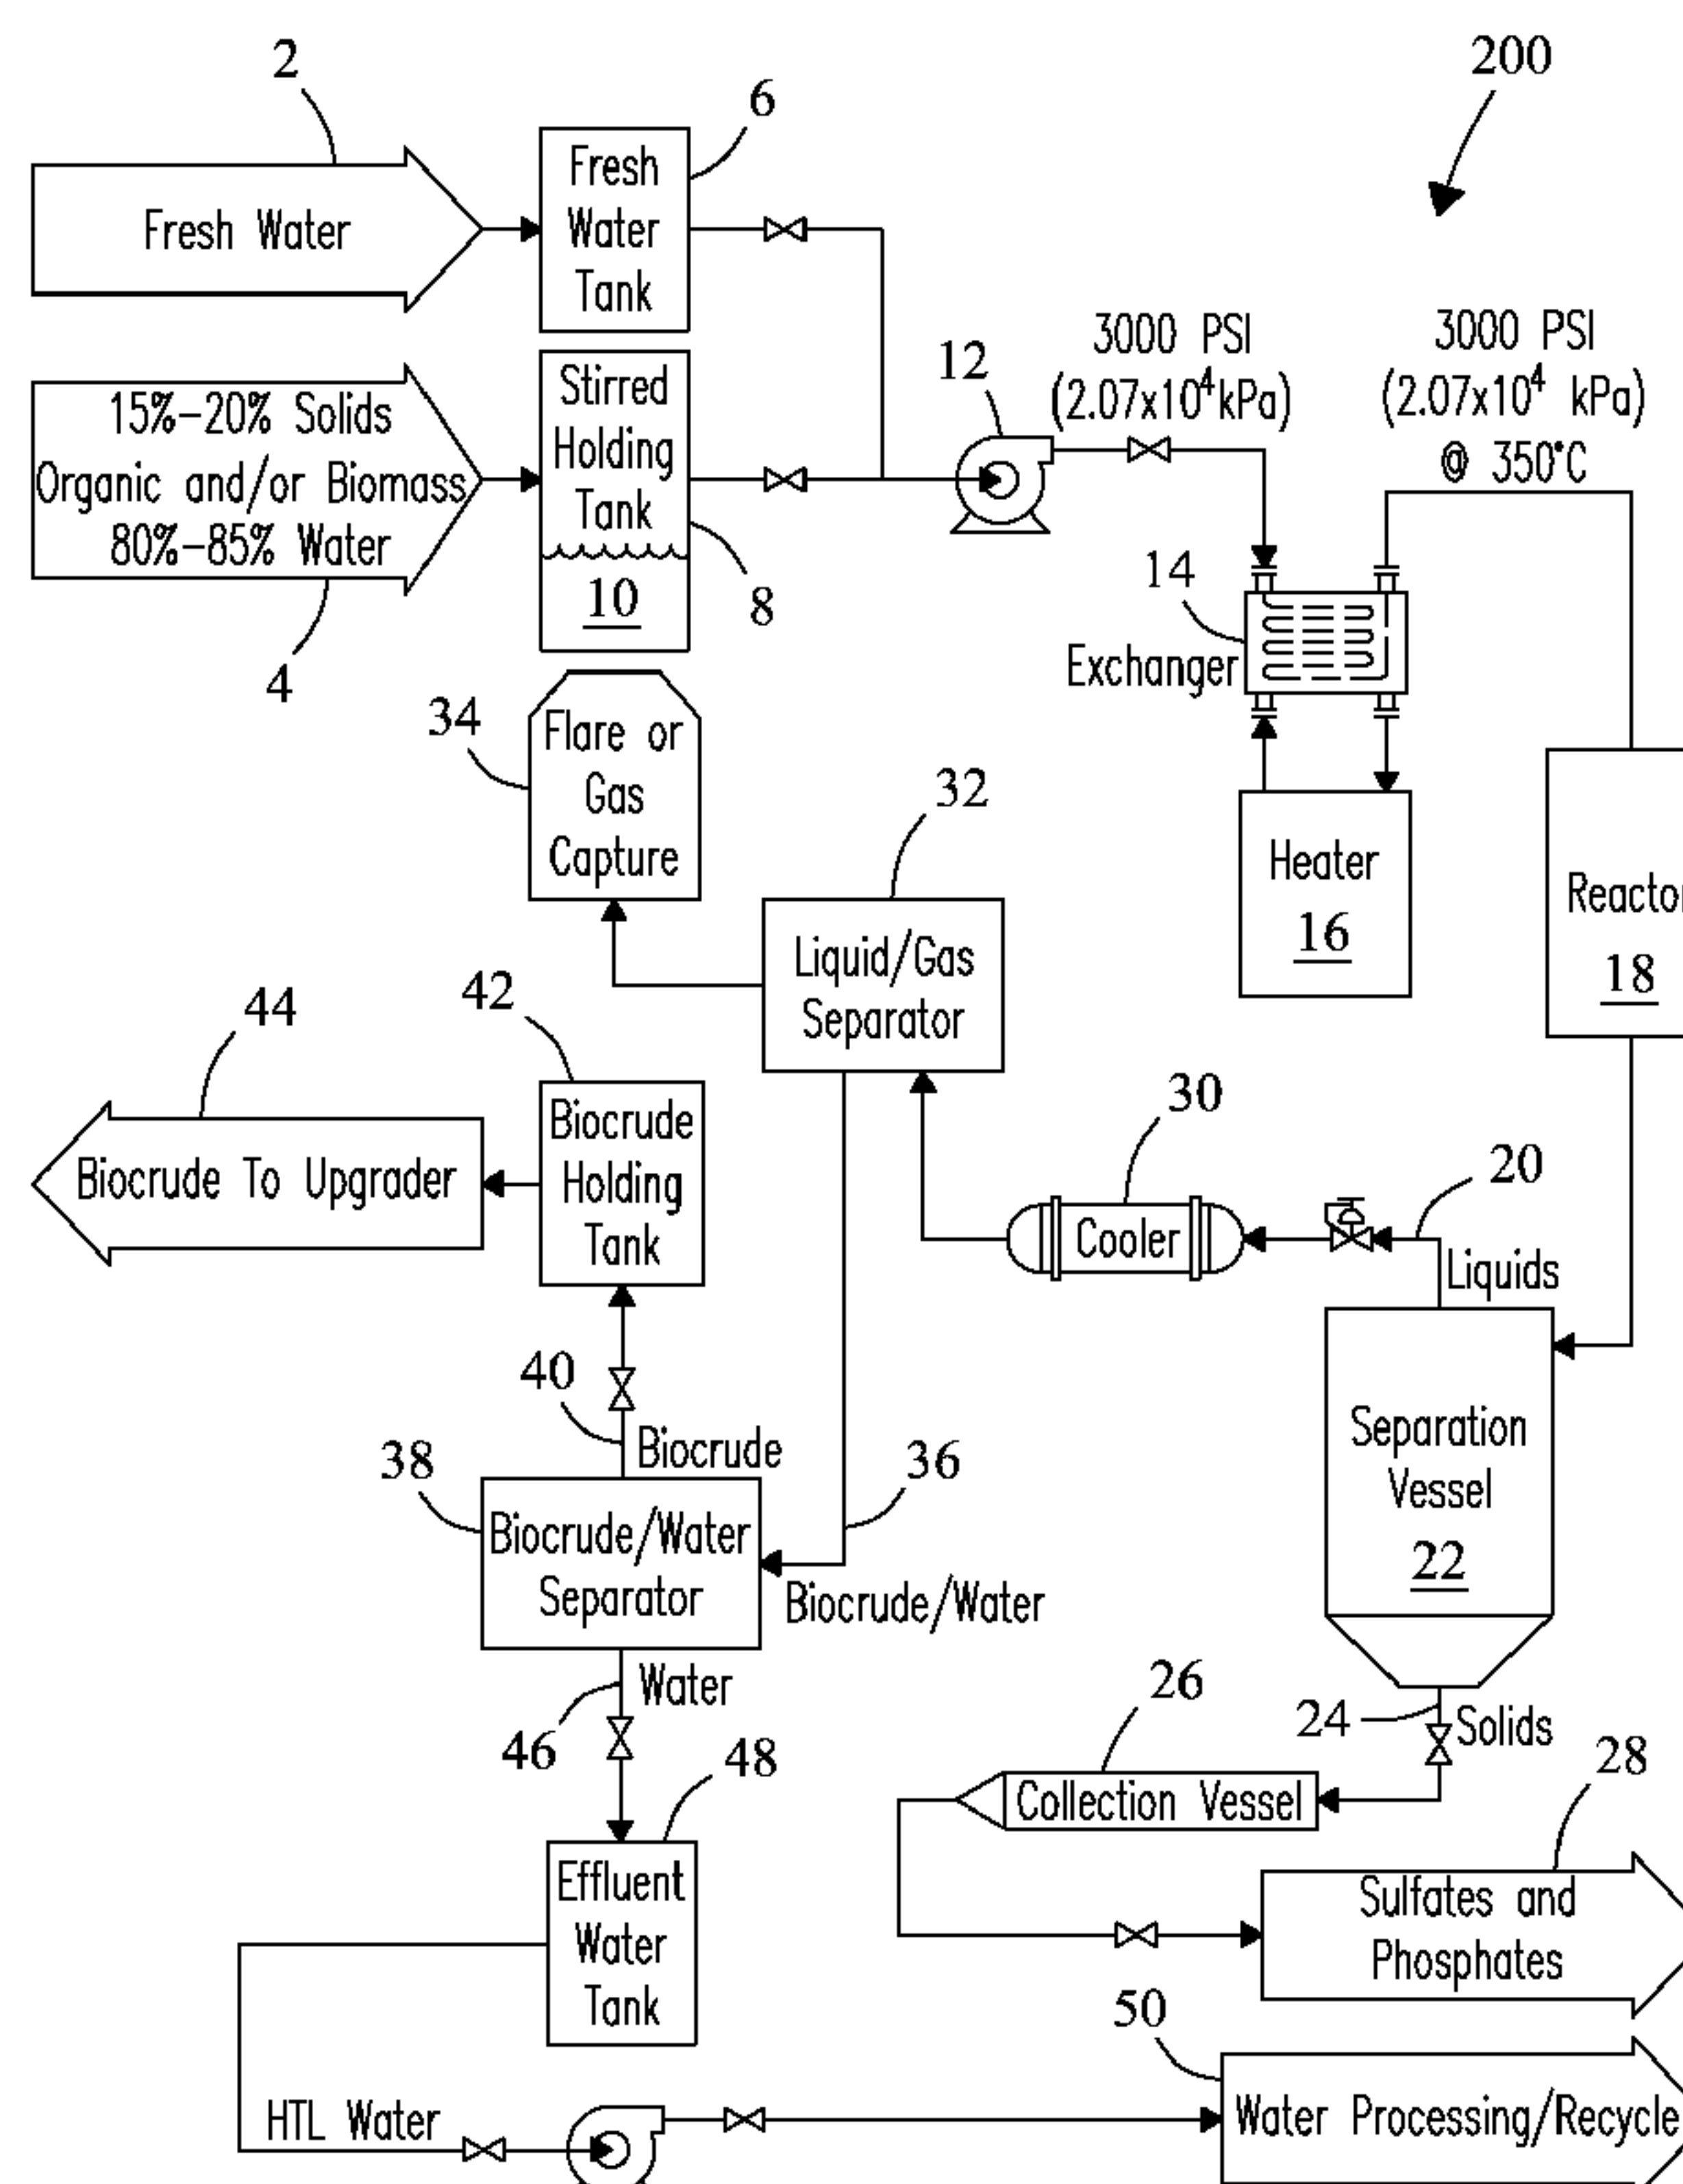 2
6
200
Fresh Water
Fresh
Water
Tank
15%-20% Solids
Organic and/or Biomass
80%-85% Water
4
Stirred
Holding
Tank
10
8
12
3000 PSI
(2.07x10⁴kPa)
3000 PSI
(2.07x10⁴ kPa)
@ 350°C
14
Exchanger
34
Flare or
Gas
Capture
32
Heater
16
Reactor
18
Liquid/Gas
Separator
44
42
Biocrude To Upgrader
Biocrude
Holding
Tank
30
Cooler
20
Liquids
40
Biocrude
38
36
Biocrude/Water
Separator
Biocrude/Water
Separation
Vessel
22
Water
46
48
26
24
Solids
28
Collection Vessel
Effluent
Water
Tank
Sulfates and
Phosphates
50
HTL Water
Water Processing/Recycle